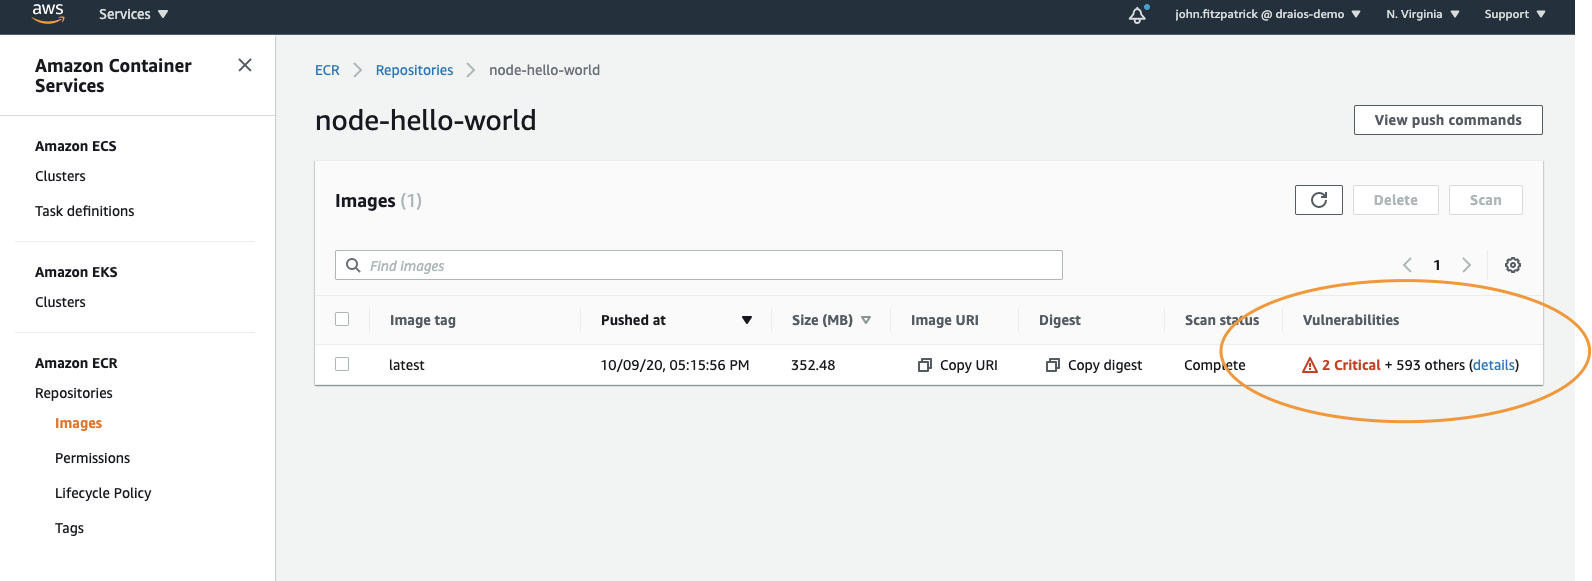 aws
Services
john.fitzpatrick @ draios-demo
N. Virginia
Support
Amazon Container
Services
Amazon ECS
Clusters
Task definitions
Amazon EKS
Clusters
Amazon ECR
Repositories
Images
Permissions
Lifecycle Policy
Tags
ECR
Repositories
node-hello-world
node-hello-world
View push commands
Images (1)
Delete
Scan
Find images
1
Image tag
Pushed at
Size (MB)
Image URI
Digest
Scan status
Vulnerabilities
latest
10/09/20, 05:15:56 PM
352.48
Copy URI
Copy digest
Complete
2 Critical + 593 others (details)